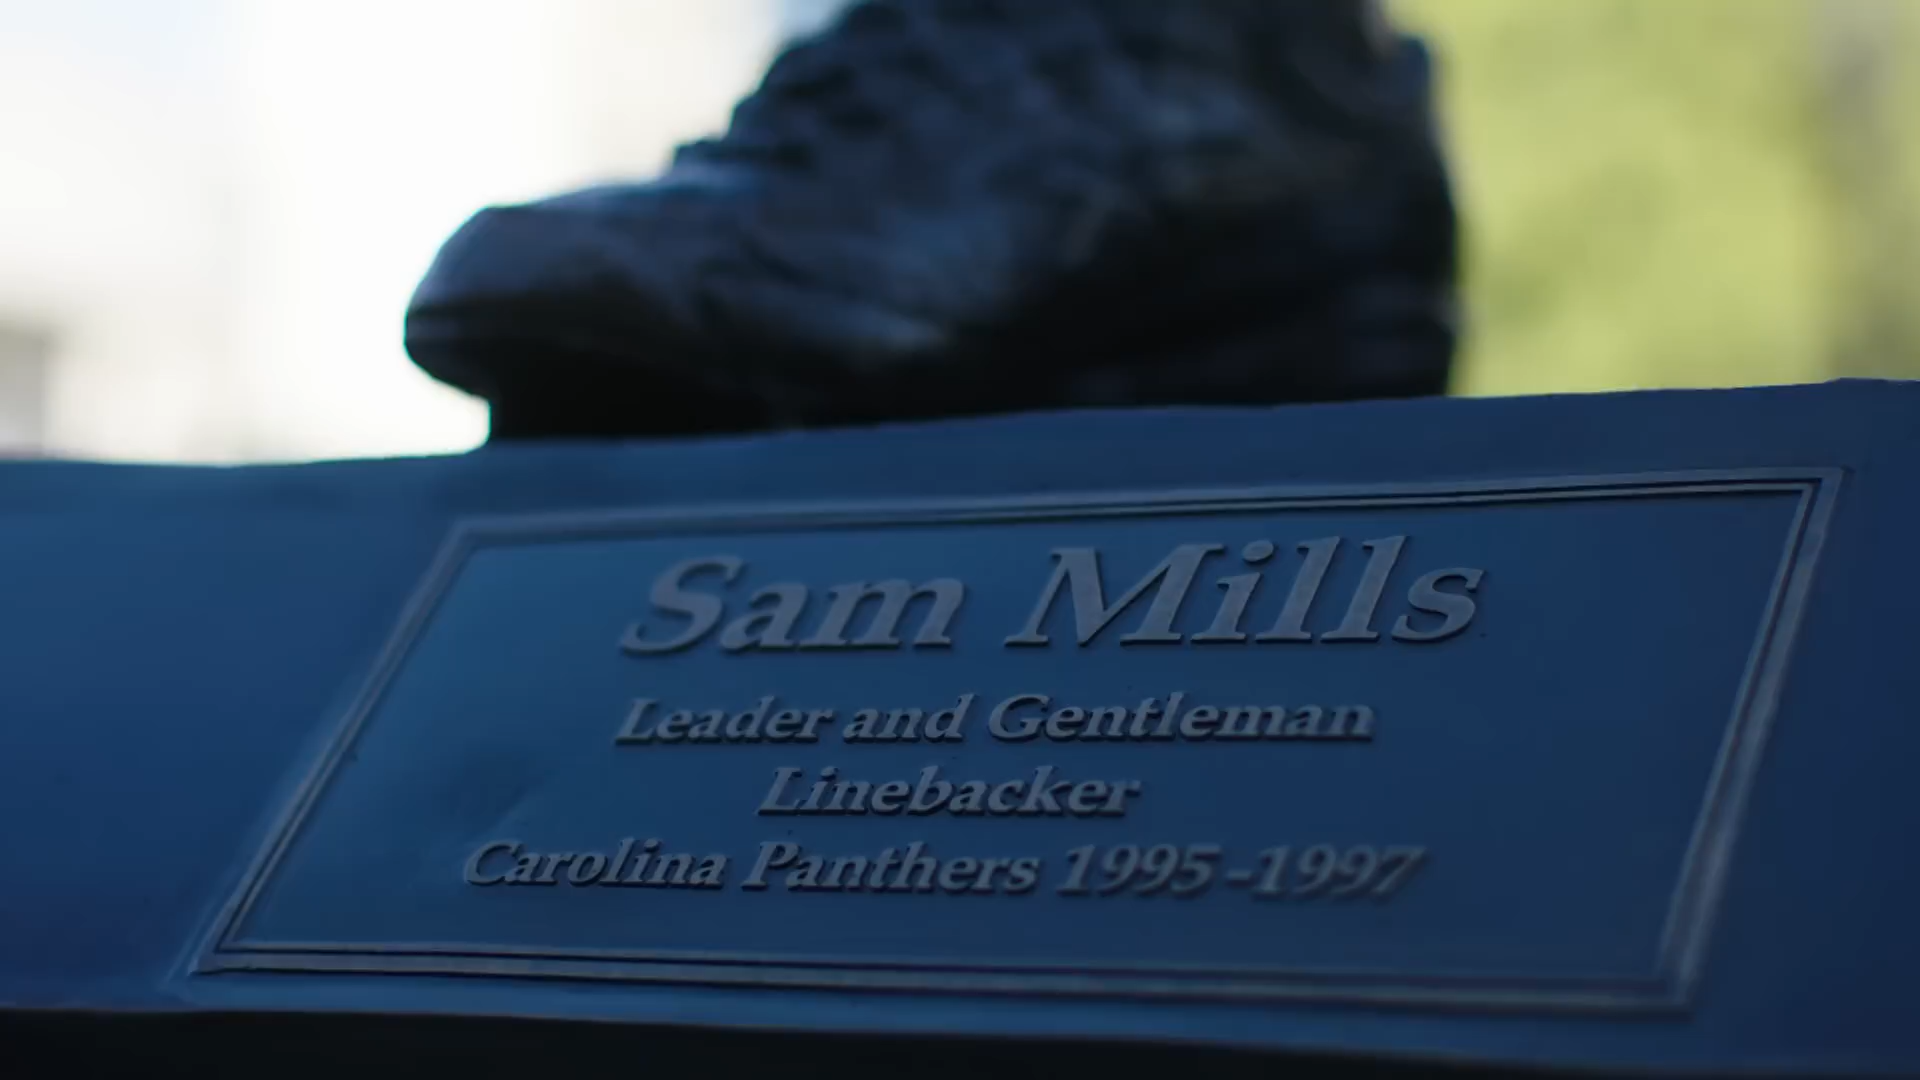 Sam Mills
Leader and Gentleman
Linebacker
Carolina Panthers 1995-1997